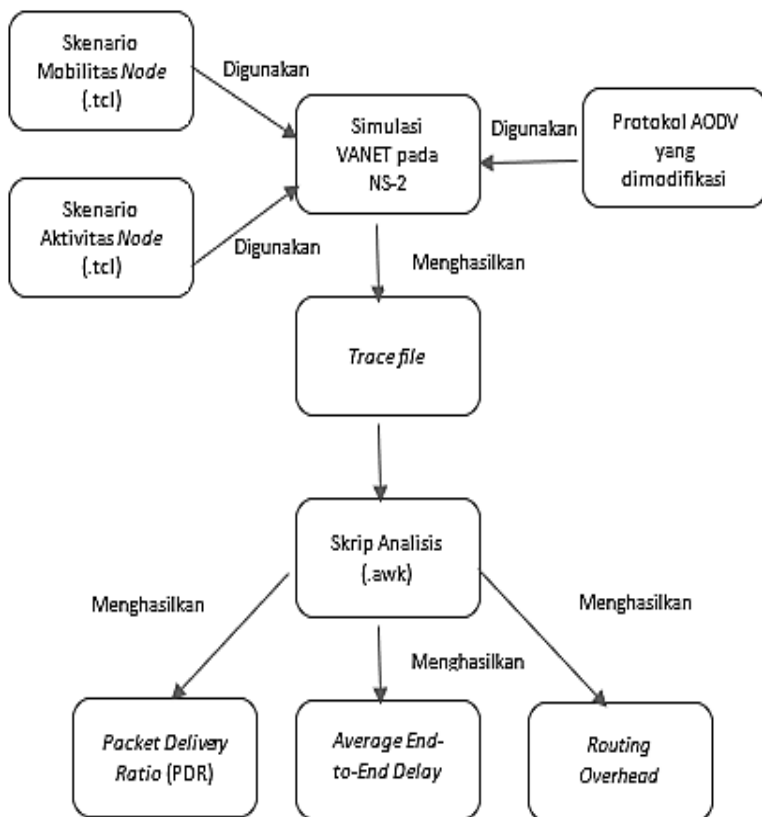 Skenario
Mobilitas Node
(.tcl)
Digunakan
Simulasi
VANET pada
NS-2
Digunakan
Protokol AODV
yang
dimodifikasi
Skenario
Aktivitas Node
(.tcl)
Digunakan
Menghasilkan
Trace file
Skrip Analisis
(.awk)
Menghasilkan
Menghasilkan
Menghasilkan
Packet Delivery
Ratio (PDR)
Average End-
to-End Delay
Routing
Overhead